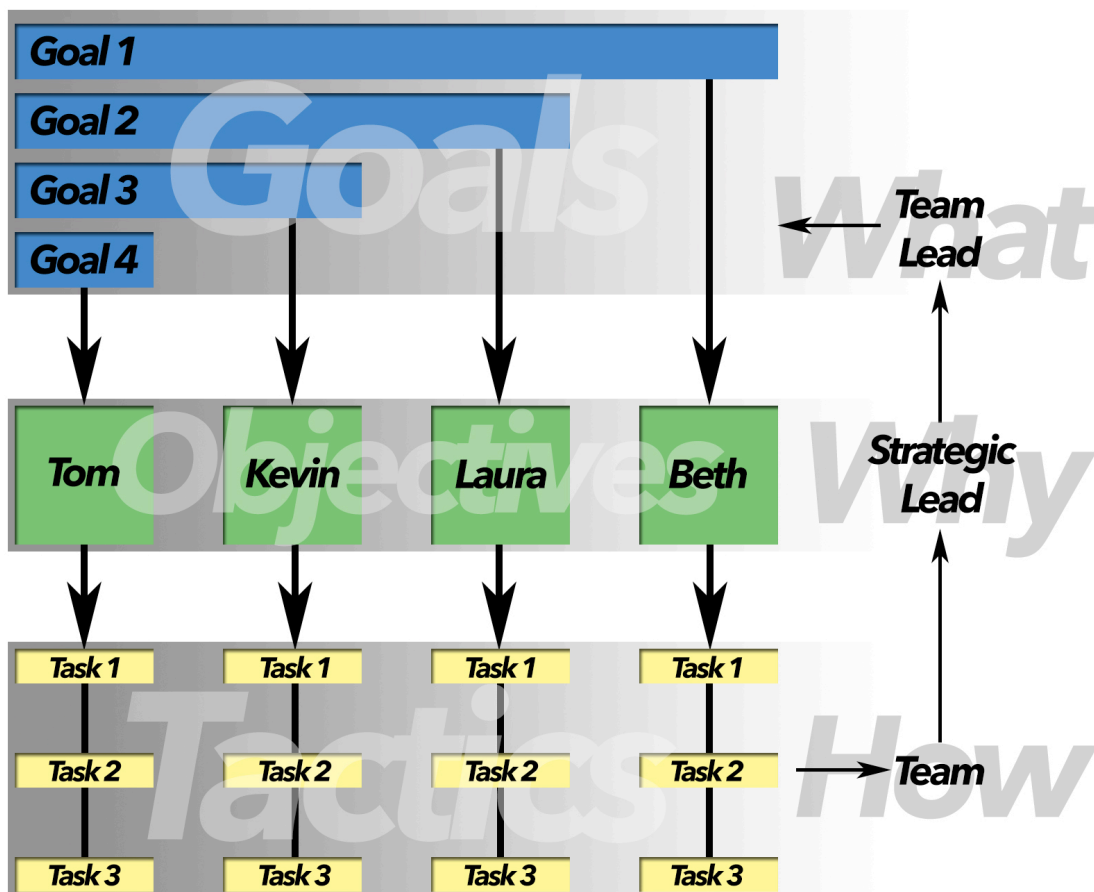 Goal 1
Goal 2
Goals
Goal 3
Goal 4
What
Team
Lead
Tom
Kevin
Laura
Beth
Objectives
Why
Strategic
Lead
Task 1
Task 1
Task 1
Task 1
Tactics
How
Task 2
Task 2
Task 2
Task 2
Team
Task 3
Task 3
Task 3
Task 3